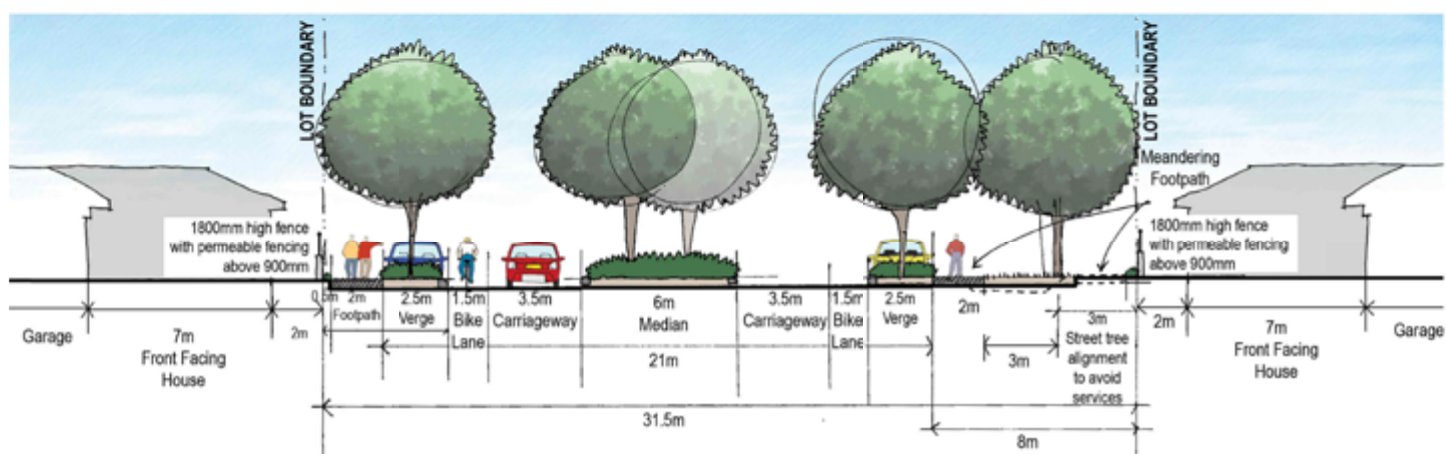 LOT BOUNDARY
LOT BOUNDARY
Meandering
Footpath
1800mm high fence
with permeable fencing
above 900mm
1800mm high fence
with permeable fencing
above 900mm
0.5m
2m
Footpath
2.5m
Verge
1.5m
Bike
Lane
3.5m
Carriageway
6m
Median
3.5m
Carriageway
1.5m
Bike
Lane
2.5m
Verge
2m
3m
3m
Street tree
alignment
to avoid
services
Garage
7m
Front Facing
House
2m
21m
2m
7m
Front Facing
House
Garage
31.5m
8m